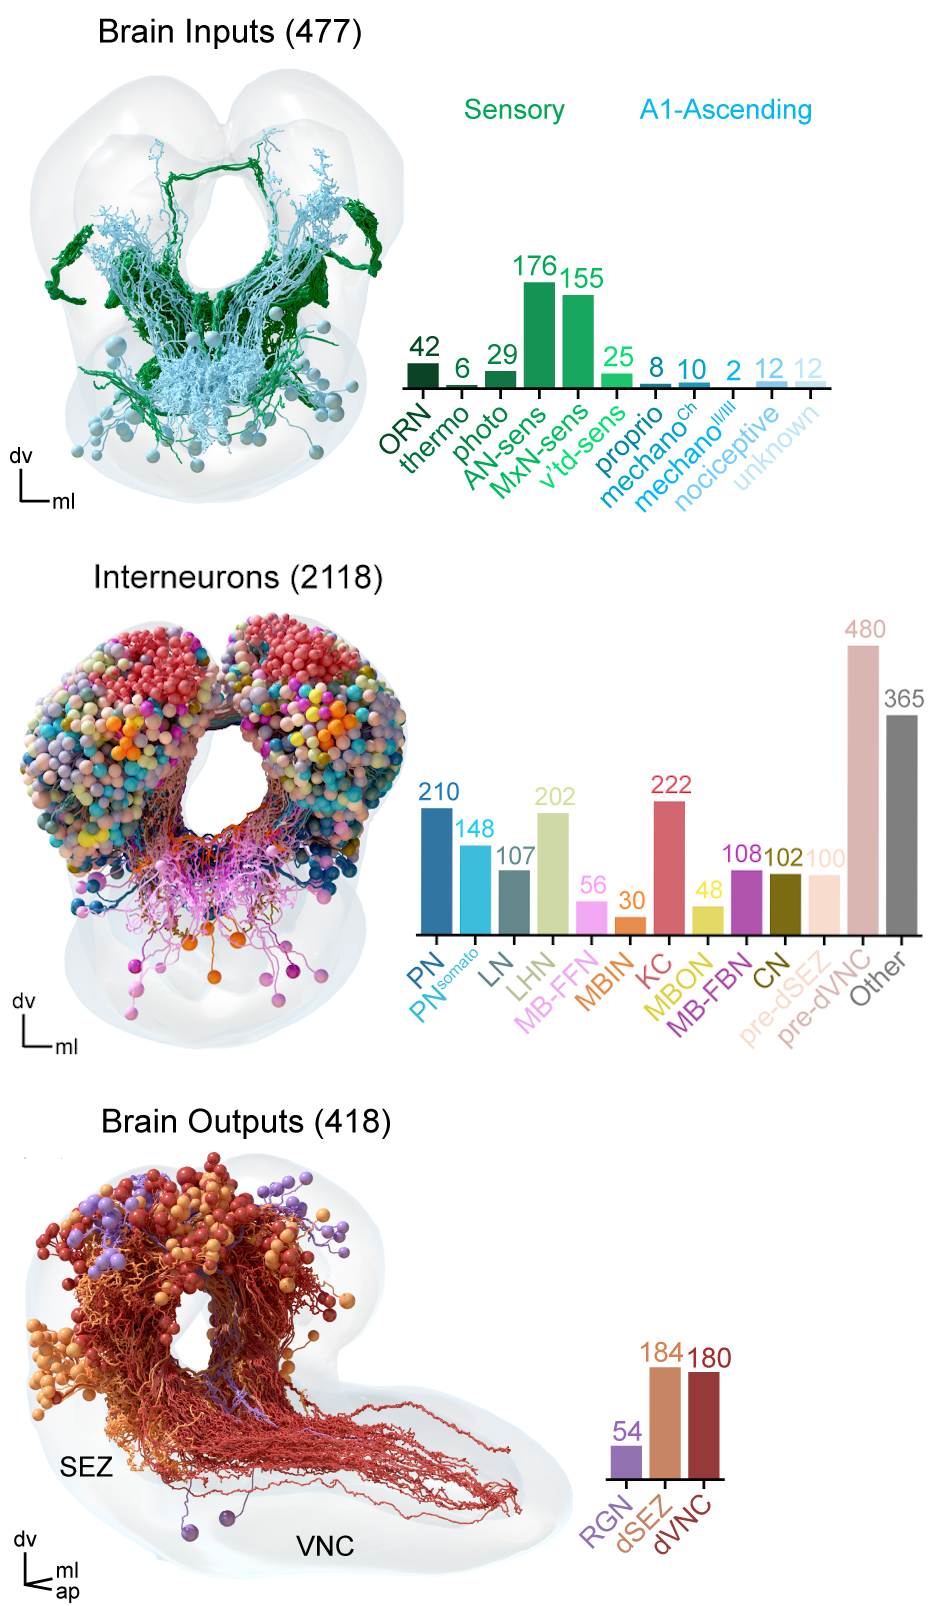 Brain Inputs (477)
Sensory
A1-Ascending
42
6
29
176
155
25
8
10
2
12
12
ORN
thermo
photo
AN-sens
MxN-sens
v'td-sens
proprio
mechanoCh
mechanoII/III
nociceptive
unknown
dv
ml
Interneurons (2118)
210
148
107
202
56
30
222
48
108
102
100
480
365
PN
PNsomato
LN
LHN
MB-FFN
MBIN
KC
MBON
MB-FBN
CN
pre-dSEZ
pre-dVNC
Other
dv
ml
Brain Outputs (418)
54
184
180
RGN
dSEZ
dVNC
SEZ
VNC
dv
ml
ap